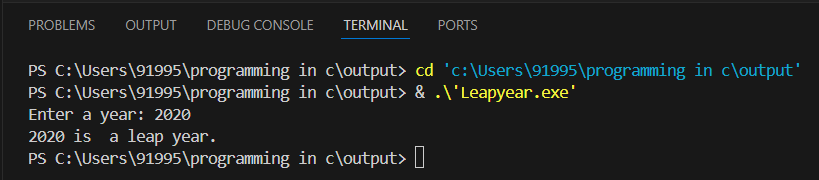 PROBLEMS OUTPUT DEBUG CONSOLE TERMINAL PORTS
PS C:\Users\91995\programming in c\output> cd 'c:\Users\91995\programming in c\output'
PS C:\Users\91995\programming in c\output> & .\'Leapyear.exe'
Enter a year: 2020
2020 is  a leap year.
PS C:\Users\91995\programming in c\output>